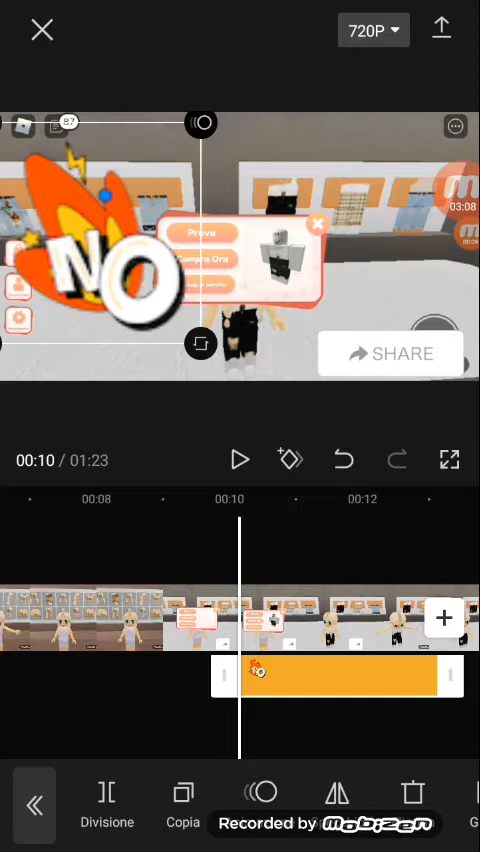 720P
87
03:08
NO
Prova
Compra Ora
SHARE
00:10 / 01:23
00:08
00:10
00:12
NO
Divisione
Copia
Recorded by mobizen
G